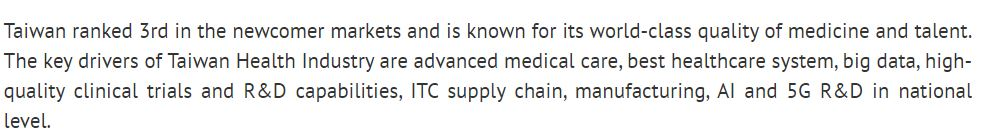 Taiwan ranked 3rd in the newcomer markets and is known for its world-class quality of medicine and talent.
The key drivers of Taiwan Health Industry are advanced medical care, best healthcare system, big data, high-
quality clinical trials and R&D capabilities, ITC supply chain, manufacturing, AI and 5G R&D in national
level.